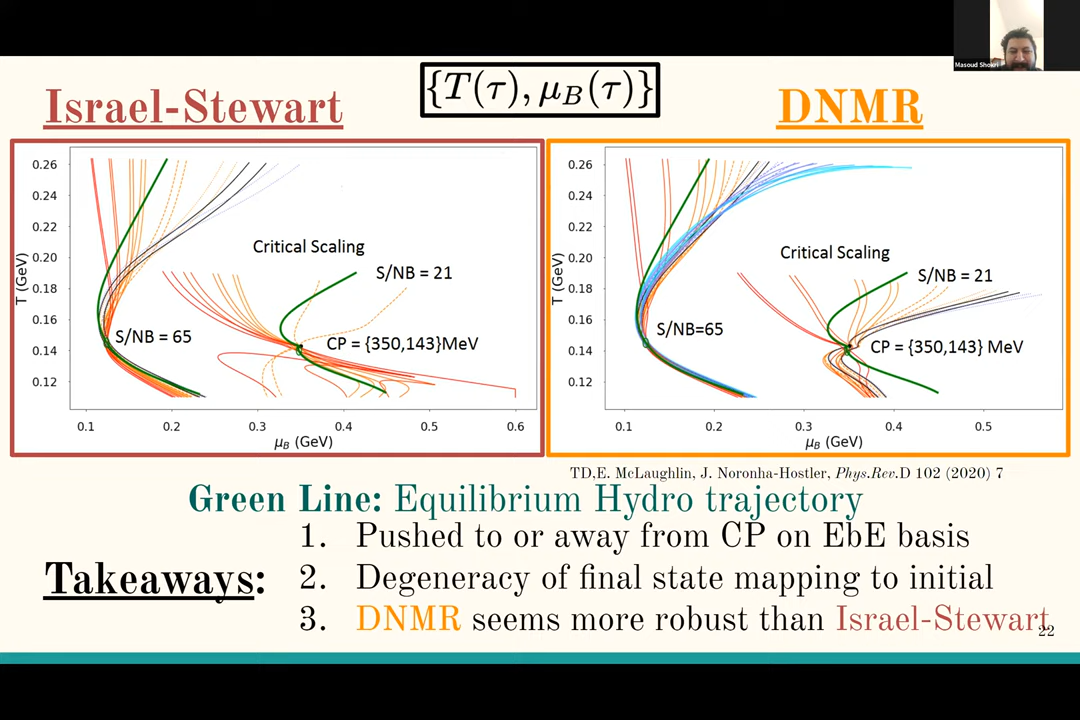 Masoud Shokri
Israel-Stewart
{T(τ), μ_B(τ)}
DNMR
0.26
0.24
0.22
0.20
0.18
0.16
0.14
0.12
T (GeV)
Critical Scaling
S/NB = 21
S/NB = 65
CP = {350,143}MeV
0.1 0.2 0.3 0.4 0.5 0.6
μ_B (GeV)
0.26
0.24
0.22
0.20
0.18
0.16
0.14
0.12
T (GeV)
Critical Scaling
S/NB = 21
S/NB=65
CP = {350,143} MeV
0.1 0.2 0.3 0.4 0.5
μ_B (GeV)
TD,E. McLaughlin, J. Noronha-Hostler, Phys.Rev.D 102 (2020) 7
Green Line: Equilibrium Hydro trajectory
Takeaways:
1. Pushed to or away from CP on EbE basis
2. Degeneracy of final state mapping to initial
3. DNMR seems more robust than Israel-Stewart
22